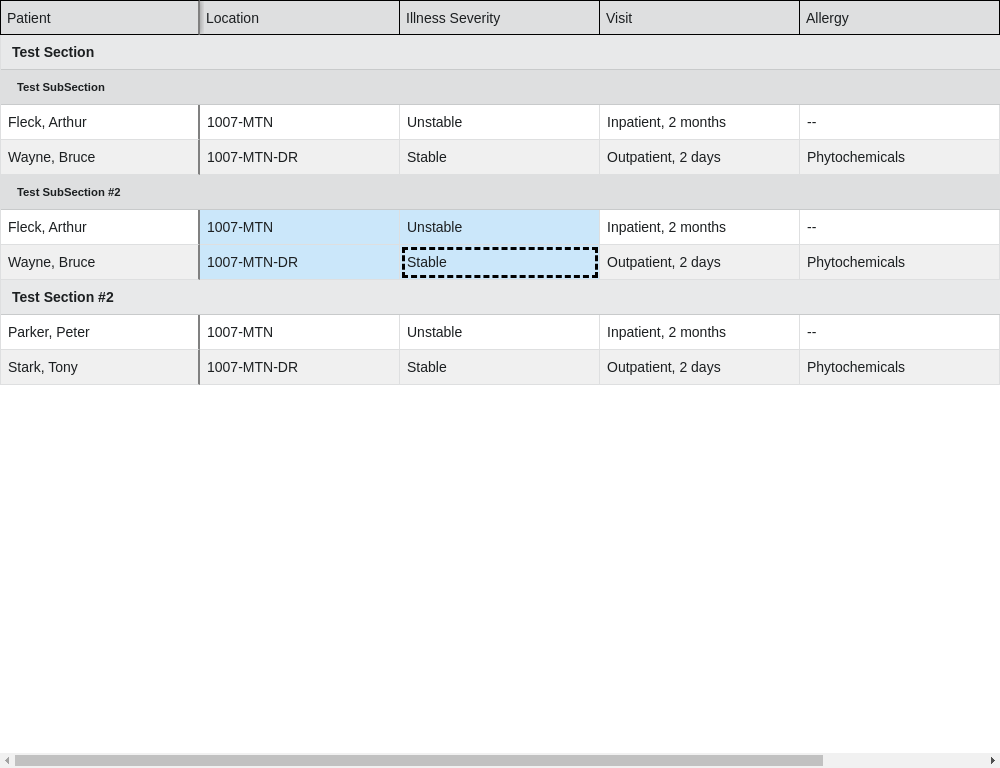 Patient Location Illness Severity Visit Allergy
Test Section
Test SubSection
Fleck, Arthur 1007-MTN Unstable Inpatient, 2 months --
Wayne, Bruce 1007-MTN-DR Stable Outpatient, 2 days Phytochemicals
Test SubSection #2
Fleck, Arthur 1007-MTN Unstable Inpatient, 2 months --
Wayne, Bruce 1007-MTN-DR Stable Outpatient, 2 days Phytochemicals
Test Section #2
Parker, Peter 1007-MTN Unstable Inpatient, 2 months --
Stark, Tony 1007-MTN-DR Stable Outpatient, 2 days Phytochemicals